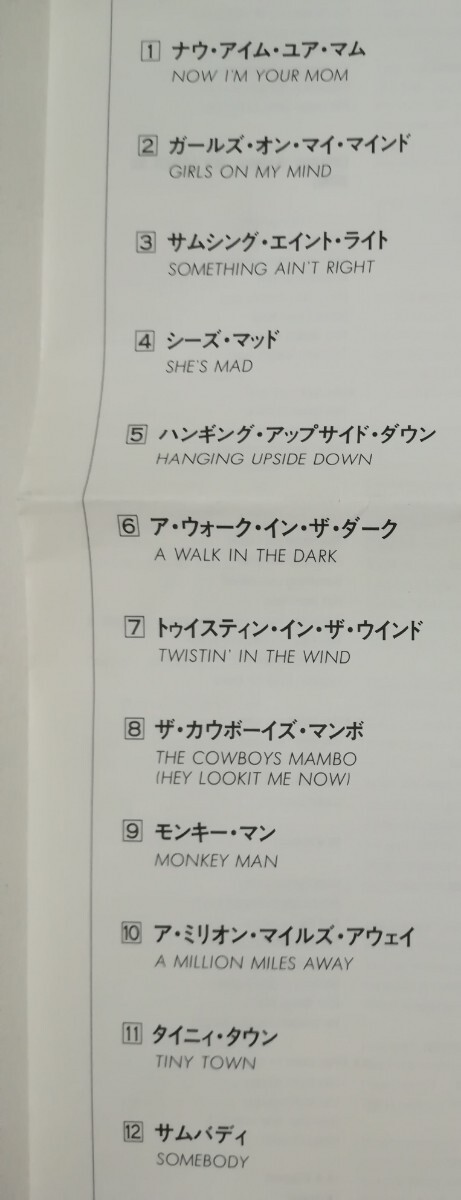 1 ナウ・アイム・ユア・マム
NOW I'M YOUR MOM
2 ガールズ・オン・マイ・マインド
GIRLS ON MY MIND
3 サムシング・エイント・ライト
SOMETHING AIN'T RIGHT
4 シーズ・マッド
SHE'S MAD
5 ハンギング・アップサイド・ダウン
HANGING UPSIDE DOWN
6 ア・ウォーク・イン・ザ・ダーク
A WALK IN THE DARK
7 トゥイスティン・イン・ザ・ウインド
TWISTIN' IN THE WIND
8 ザ・カウボーイズ・マンボ
THE COWBOYS MAMBO
(HEY LOOKIT ME NOW)
9 モンキー・マン
MONKEY MAN
10 ア・ミリオン・マイルズ・アウェイ
A MILLION MILES AWAY
11 タイニィ・タウン
TINY TOWN
12 サムバディ
SOMEBODY